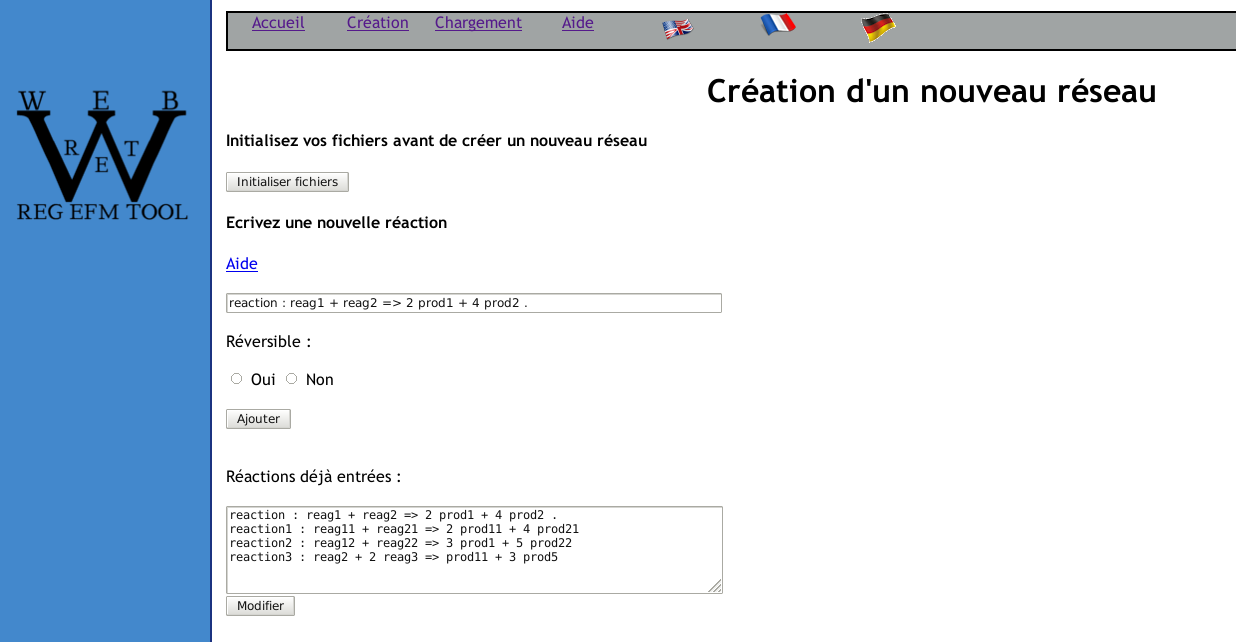 Accueil Création Chargement Aide
W E B
R E T
REG EFM TOOL
Création d'un nouveau réseau
Initialisez vos fichiers avant de créer un nouveau réseau
Initialiser fichiers
Ecrivez une nouvelle réaction
Aide
reaction : reag1 + reag2 => 2 prod1 + 4 prod2 .
Réversible :
Oui Non
Ajouter
Réactions déjà entrées :
reaction : reag1 + reag2 => 2 prod1 + 4 prod2 .
reaction1 : reag11 + reag21 => 2 prod11 + 4 prod21
reaction2 : reag12 + reag22 => 3 prod1 + 5 prod22
reaction3 : reag2 + 2 reag3 => prod11 + 3 prod5
Modifier